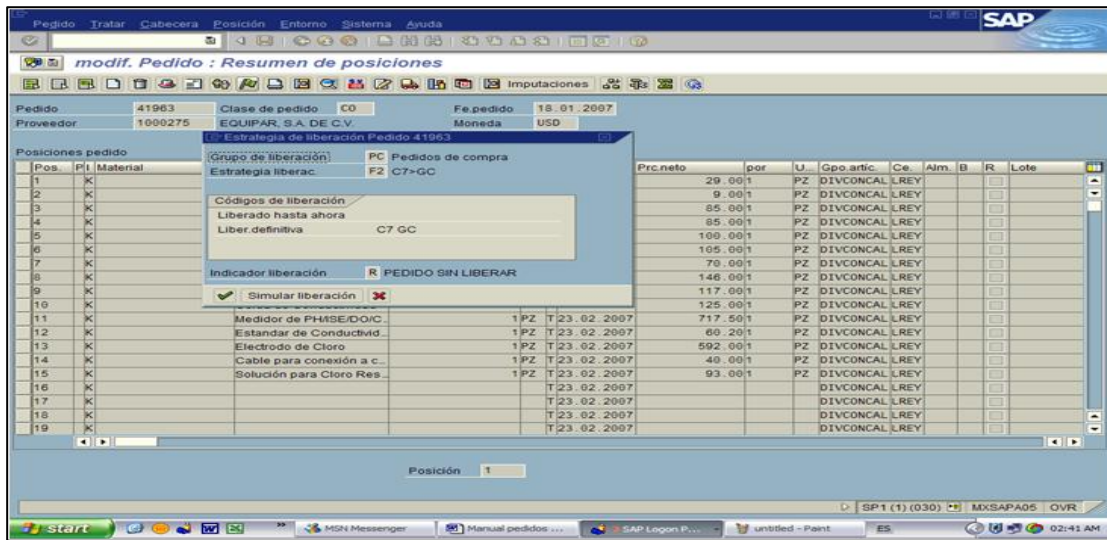 Pedido Tratar Cabecera Posición Entorno Sistema Ayuda
SAP
modif. Pedido : Resumen de posiciones
Imputaciones
Pedido 41963 Clase de pedido CO Fe.pedido 18.01.2007
Proveedor 1000275 EQUIPAR, S.A. DE C.V. Moneda USD
Estrategia de liberación Pedido 41963
Grupo de liberación PC Pedidos de compra
Estrategia liberac. F2 C7>GC
Códigos de liberación
Liberado hasta ahora
Liber.definitiva C7 GC
Indicador liberación R PEDIDO SIN LIBERAR
Simular liberación
Posiciones pedido
Pos. P I Material Prc.neto por U... Gpo.artíc. Ce. Alm. B R Lote
1 K 29.00 1 PZ DIVCONCAL LREY
2 K 9.00 1 PZ DIVCONCAL LREY
3 K 85.00 1 PZ DIVCONCAL LREY
4 K 85.00 1 PZ DIVCONCAL LREY
5 K 100.00 1 PZ DIVCONCAL LREY
6 K 105.00 1 PZ DIVCONCAL LREY
7 K 70.00 1 PZ DIVCONCAL LREY
8 K 146.00 1 PZ DIVCONCAL LREY
9 K 117.00 1 PZ DIVCONCAL LREY
10 K 125.00 1 PZ DIVCONCAL LREY
11 K Medidor de PH/ISE/DO/C... 1 PZ T 23.02.2007 717.50 1 PZ DIVCONCAL LREY
12 K Estandar de Conductivid... 1 PZ T 23.02.2007 60.20 1 PZ DIVCONCAL LREY
13 K Electrodo de Cloro 1 PZ T 23.02.2007 592.00 1 PZ DIVCONCAL LREY
14 K Cable para conexión a c... 1 PZ T 23.02.2007 40.00 1 PZ DIVCONCAL LREY
15 K Solución para Cloro Res... 1 PZ T 23.02.2007 93.00 1 PZ DIVCONCAL LREY
16 K T 23.02.2007 DIVCONCAL LREY
17 K T 23.02.2007 DIVCONCAL LREY
18 K T 23.02.2007 DIVCONCAL LREY
19 K T 23.02.2007 DIVCONCAL LREY
Posición 1
SP1 (1) (030) MXSAPA05 OVR
start MSN Messenger Manual pedidos ... SAP Logon P... untitled - Paint ES 02:41 AM